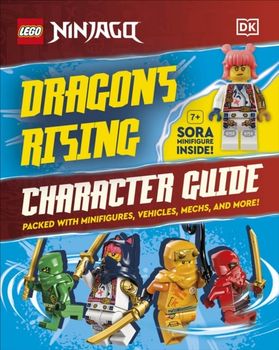 LEGO NINJAGO
DK
DRAGONS
RISING
7+
SORA
MINIFIGURE
INSIDE!
CHARACTER GUIDE
PACKED WITH MINIFIGURES, VEHICLES, MECHS, AND MORE!